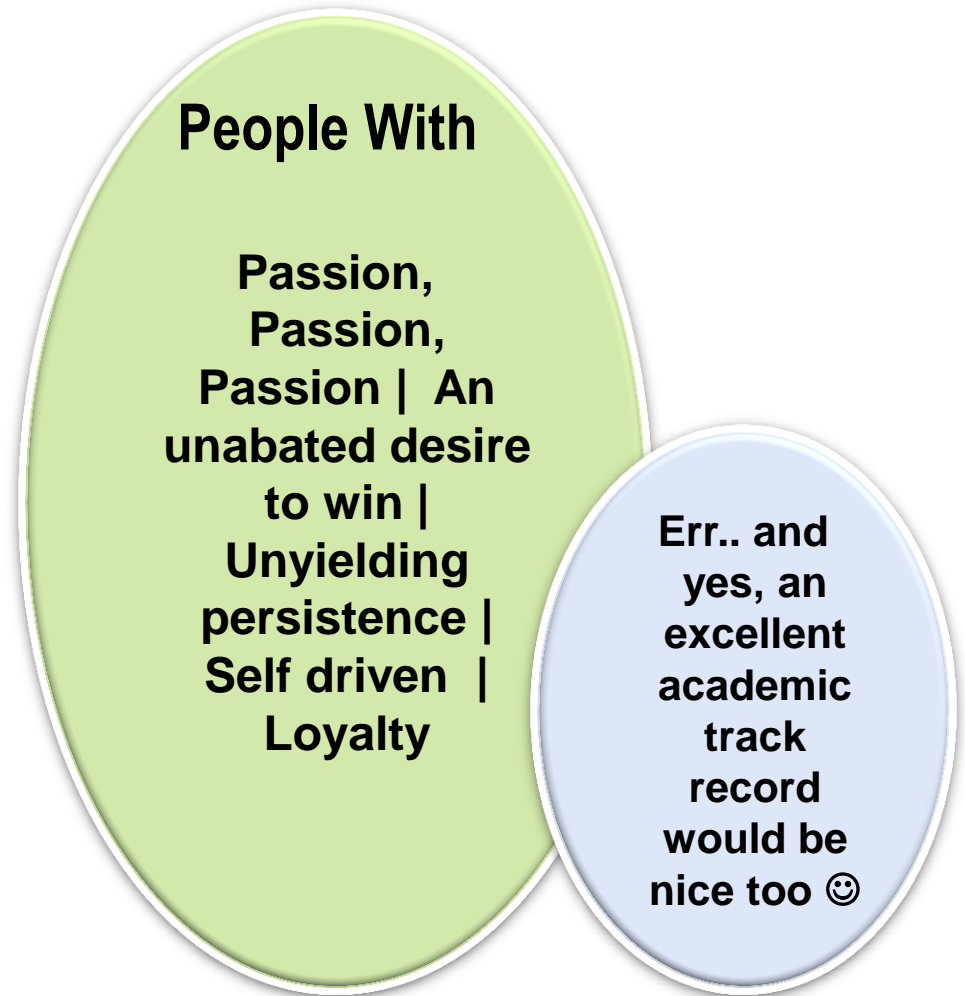 People With
Passion,
Passion,
Passion | An
unabated desire
to win |
Unyielding
persistence |
Self driven |
Loyalty
Err.. and
yes, an
excellent
academic
track
record
would be
nice too ☺